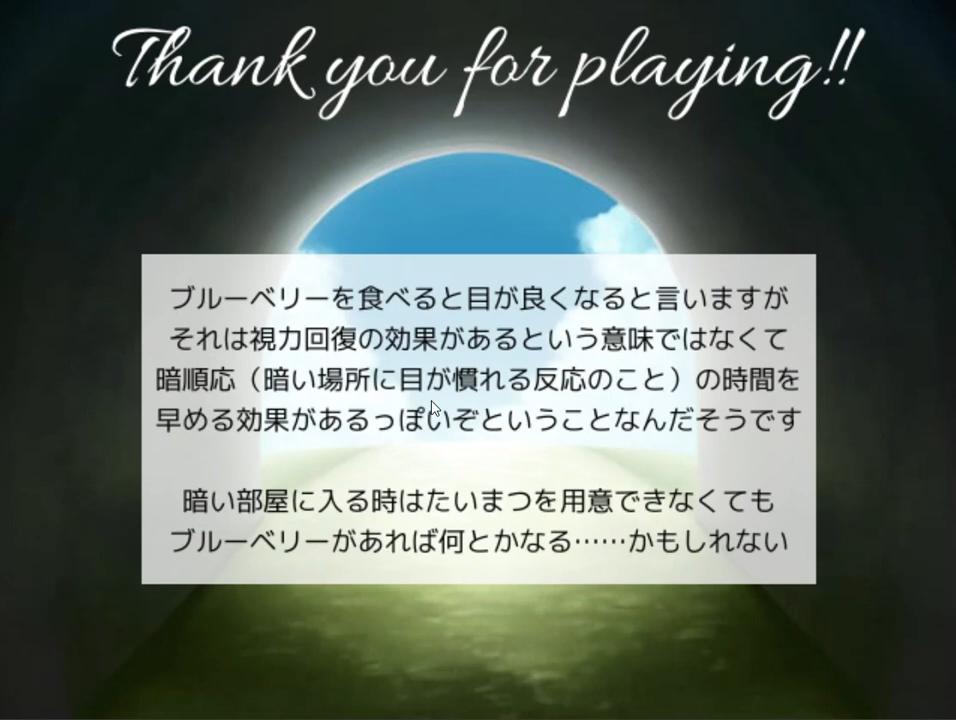 Thank you for playing!!
ブルーベリーを食べると目が良くなると言いますが
それは視力回復の効果があるという意味ではなくて
暗順応（暗い場所に目が慣れる反応のこと）の時間を
早める効果があるっぽいぞということなんだそうです
暗い部屋に入る時はたいまつを用意できなくても
ブルーベリーがあれば何とかなる……かもしれない